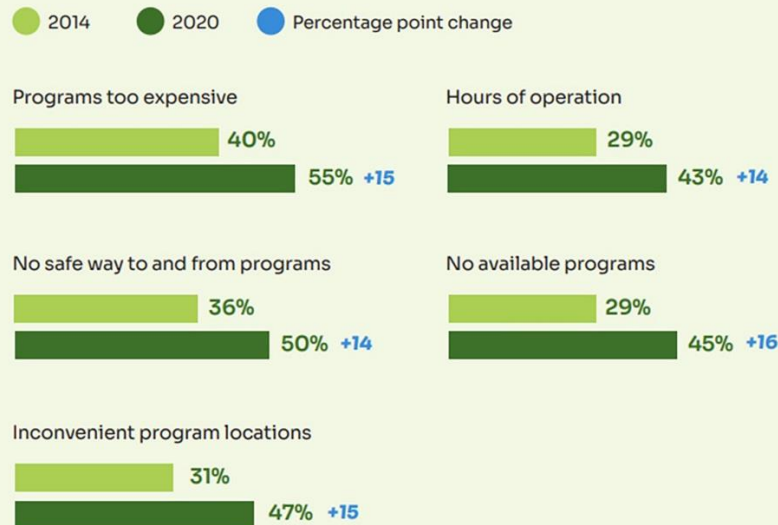 2014 2020 Percentage point change
Programs too expensive
40%
55% +15
Hours of operation
29%
43% +14
No safe way to and from programs
36%
50% +14
No available programs
29%
45% +16
Inconvenient program locations
31%
47% +15